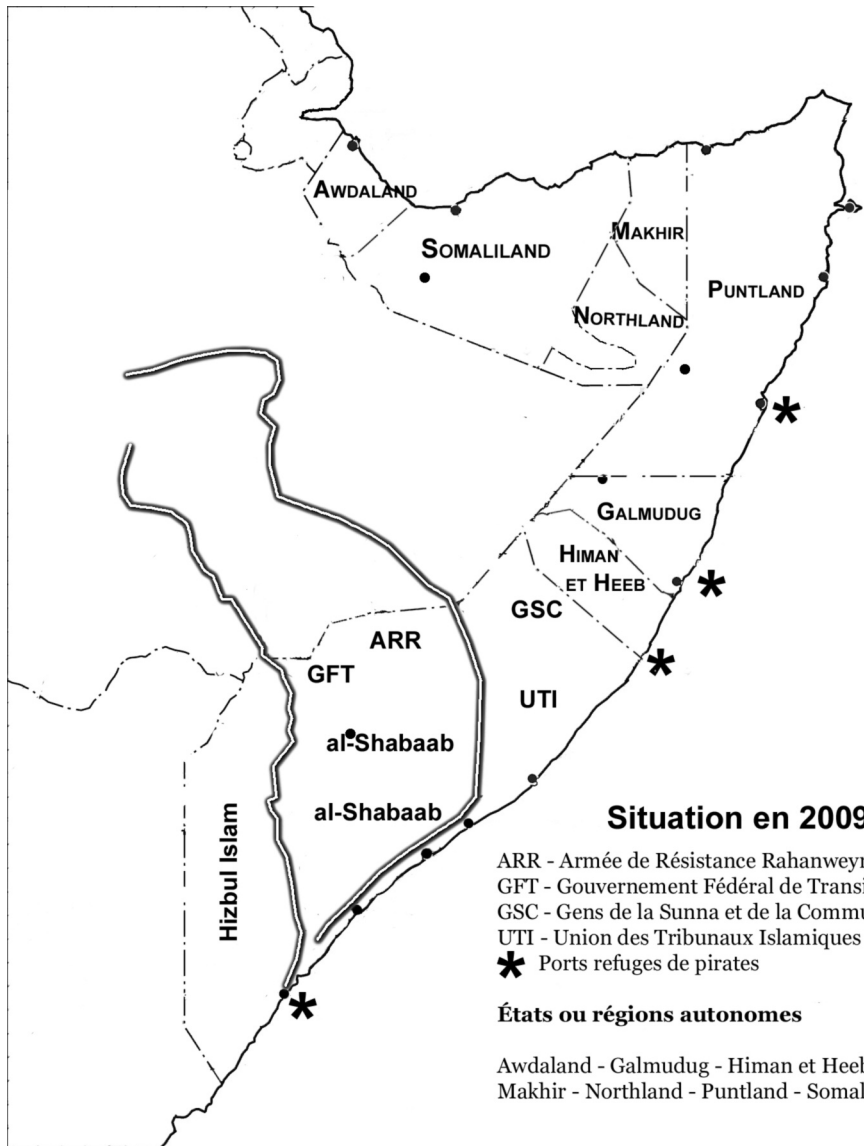 AWDALAND
SOMALILAND
MAKHIR
NORTHLAND
PUNTLAND
GALMUDUG
HIMAN
ET HEEB
GSC
ARR
GFT
UTI
al-Shabaab
al-Shabaab
Hizbul Islam
Situation en 2009
ARR - Armée de Résistance Rahanweyn
GFT - Gouvernement Fédéral de Transi
GSC - Gens de la Sunna et de la Commu
UTI - Union des Tribunaux Islamiques
* Ports refuges de pirates
États ou régions autonomes
Awdaland - Galmudug - Himan et Heeb
Makhir - Northland - Puntland - Somal